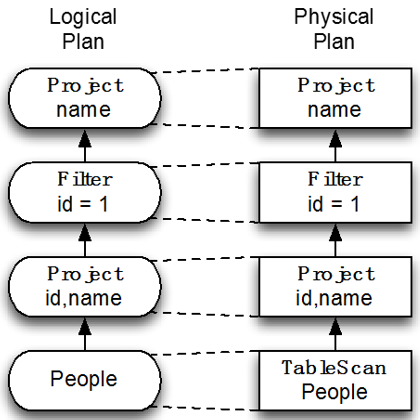 Logical
Plan
Physical
Plan
Project
name
Project
name
Filter
id = 1
Filter
id = 1
Project
id,name
Project
id,name
People
TableScan
People